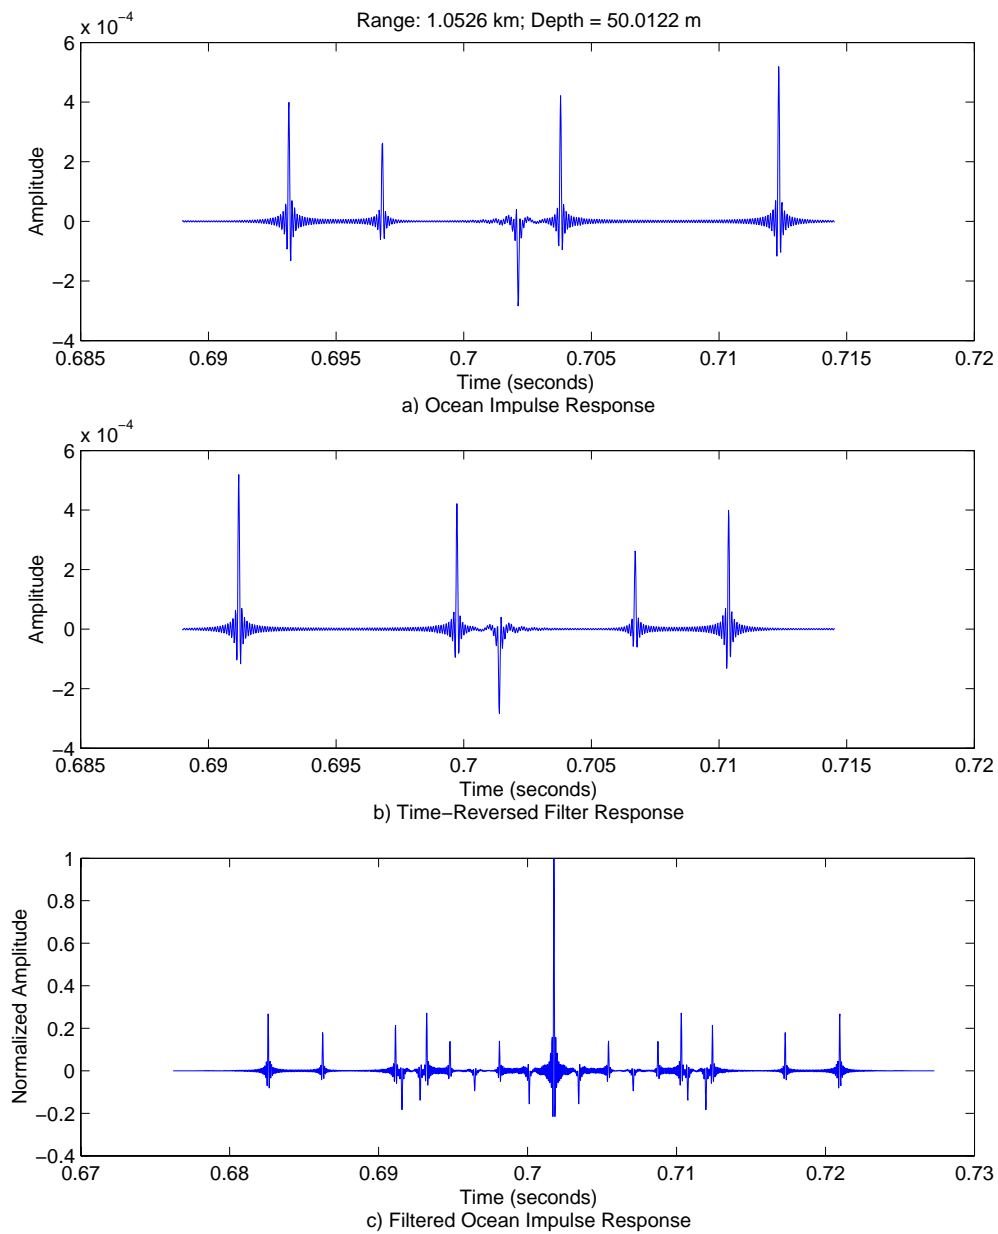 Range: 1.0526 km; Depth = 50.0122 m
x 10⁻⁴
6
4
2
0
−2
−4
Amplitude
0.685 0.69 0.695 0.7 0.705 0.71 0.715 0.72
Time (seconds)
a) Ocean Impulse Response
x 10⁻⁴
6
4
2
0
−2
−4
Amplitude
0.685 0.69 0.695 0.7 0.705 0.71 0.715 0.72
Time (seconds)
b) Time−Reversed Filter Response
1
0.8
0.6
0.4
0.2
0
−0.2
−0.4
Normalized Amplitude
0.67 0.68 0.69 0.7 0.71 0.72 0.73
Time (seconds)
c) Filtered Ocean Impulse Response